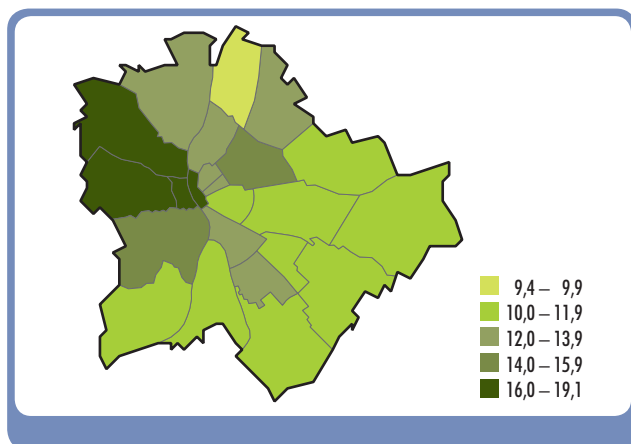 9,4 – 9,9
10,0 – 11,9
12,0 – 13,9
14,0 – 15,9
16,0 – 19,1